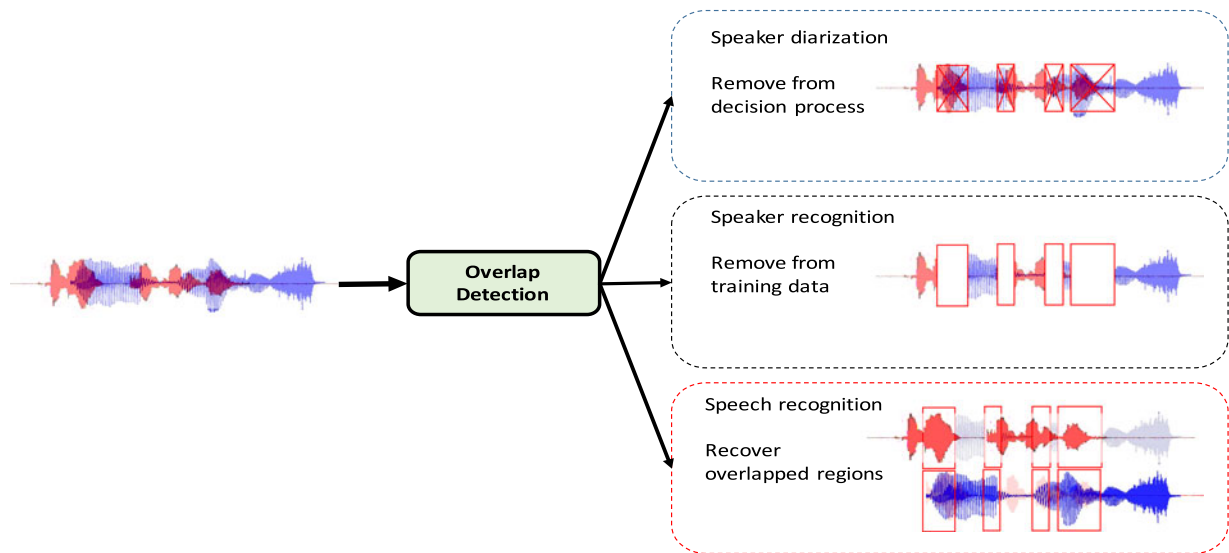 Speaker diarization
Remove from
decision process
Overlap
Detection
Speaker recognition
Remove from
training data
Speech recognition
Recover
overlapped regions